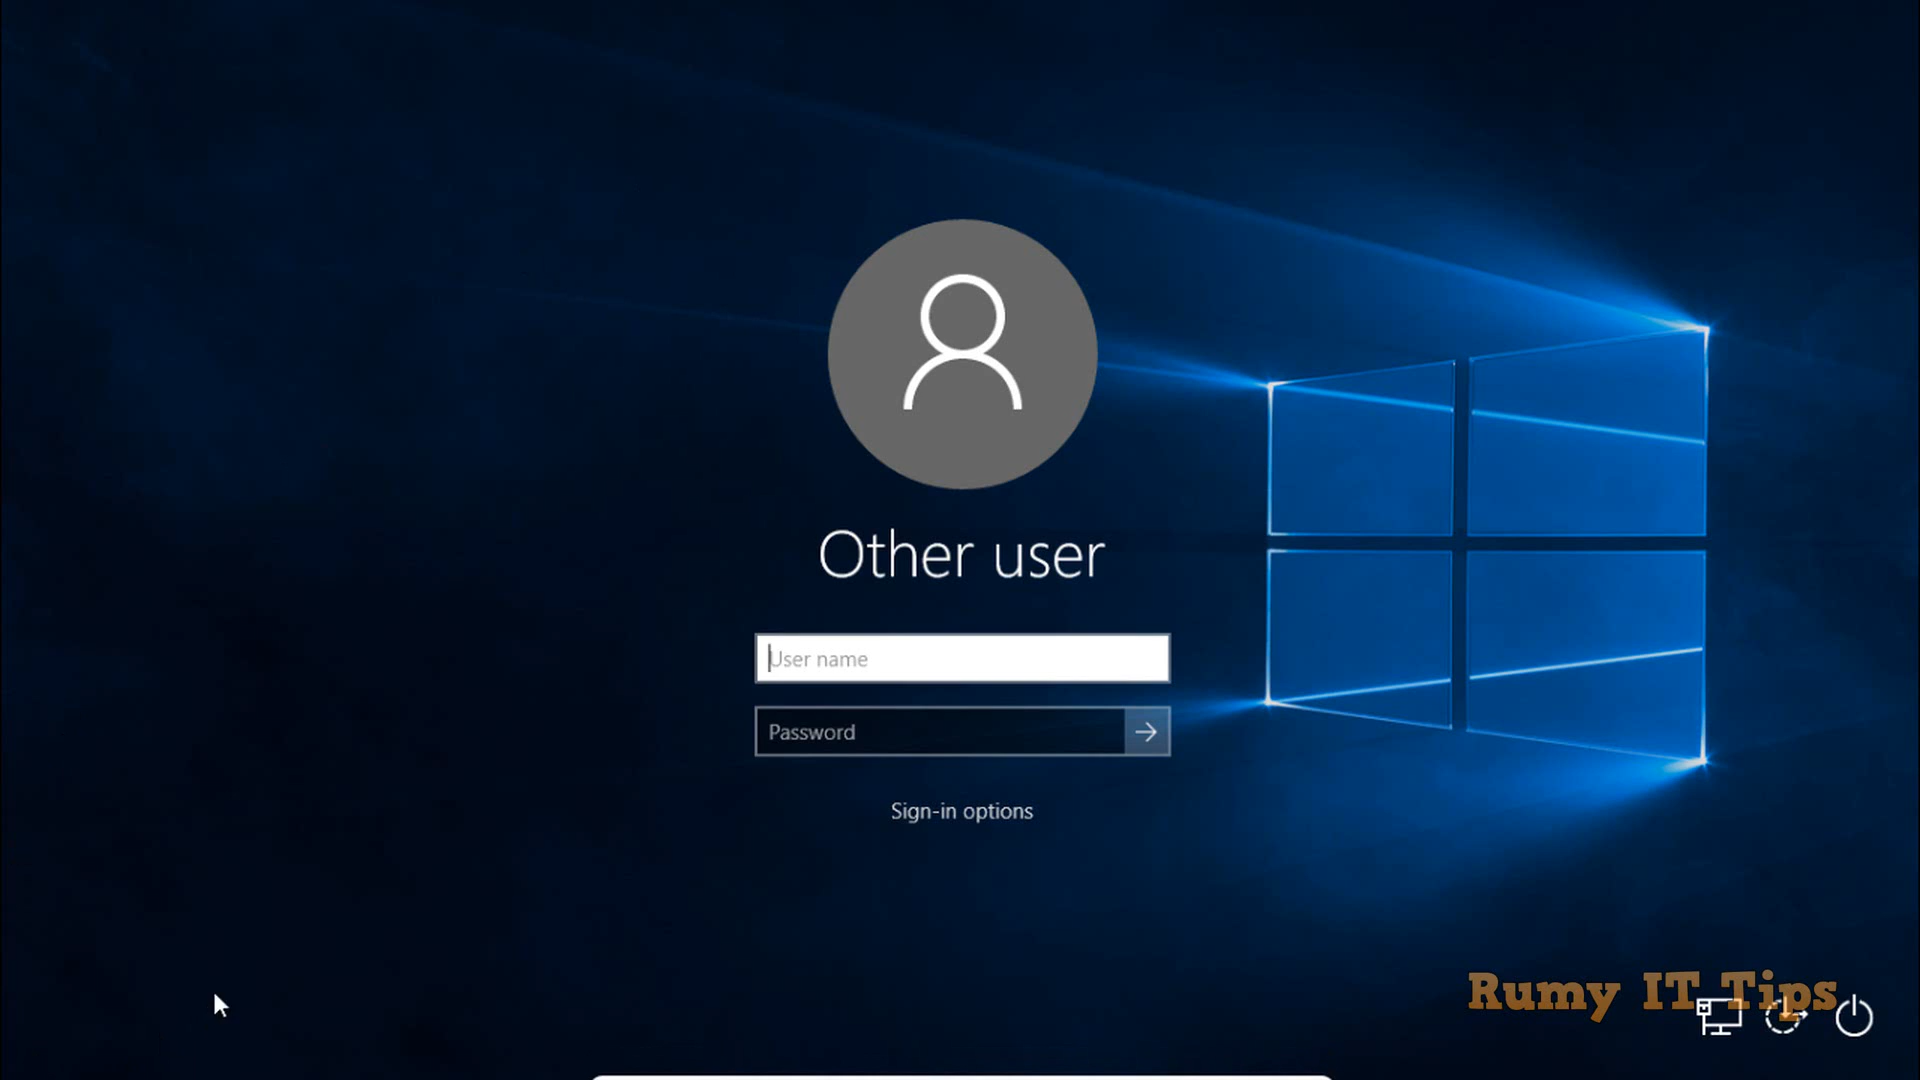 Other user
User name
Password
Sign-in options
Rumy IT Tips